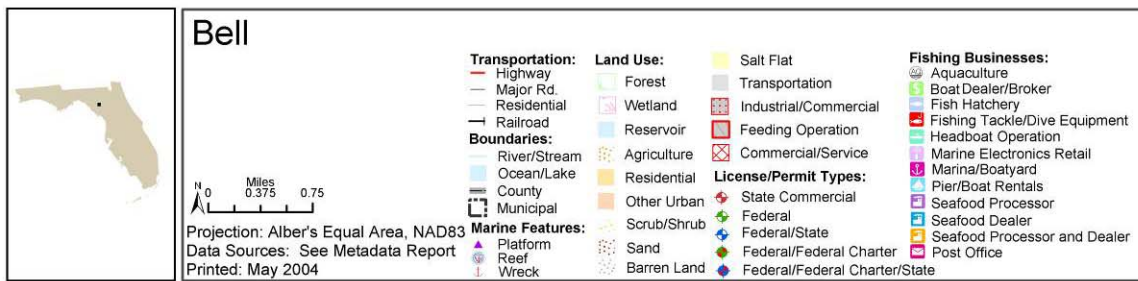 Bell
N
Miles
0 0.375 0.75
Projection: Alber's Equal Area, NAD83
Data Sources: See Metadata Report
Printed: May 2004
Transportation:
Highway
Major Rd.
Residential
Railroad
Boundaries:
River/Stream
Ocean/Lake
County
Municipal
Marine Features:
Platform
Reef
Wreck
Land Use:
Forest
Wetland
Reservoir
Agriculture
Residential
Other Urban
Scrub/Shrub
Sand
Barren Land
Salt Flat
Transportation
Industrial/Commercial
Feeding Operation
Commercial/Service
License/Permit Types:
State Commercial
Federal
Federal/State
Federal/Federal Charter
Federal/Federal Charter/State
Fishing Businesses:
Aquaculture
Boat Dealer/Broker
Fish Hatchery
Fishing Tackle/Dive Equipment
Headboat Operation
Marine Electronics Retail
Marina/Boatyard
Pier/Boat Rentals
Seafood Processor
Seafood Dealer
Seafood Processor and Dealer
Post Office